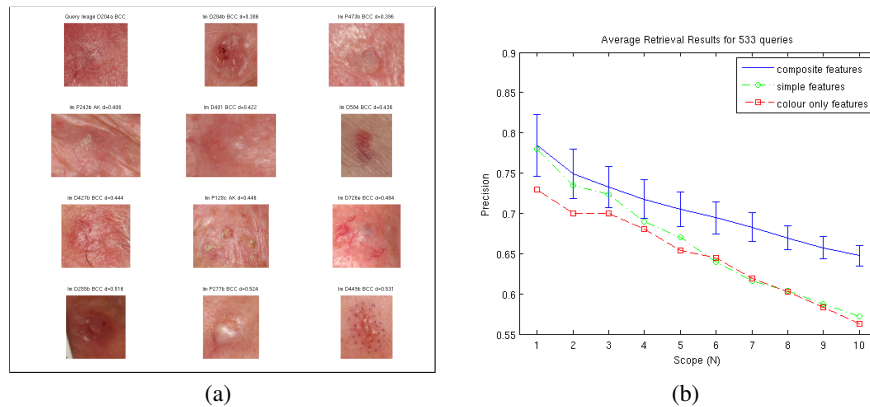 Query Image D204a BCC
Im D284b BCC d=0.386
Im P473b BCC d=0.396
Im P242b AK d=0.406
Im D401 BCC d=0.422
Im D584 BCC d=0.436
Im D427b BCC d=0.444
Im P128c AK d=0.446
Im D726e BCC d=0.464
Im D255b BCC d=0.516
Im P277b BCC d=0.524
Im D445b BCC d=0.531
(a)
Average Retrieval Results for 533 queries
composite features
simple features
colour only features
Precision
0.9
0.85
0.8
0.75
0.7
0.65
0.6
0.55
1 2 3 4 5 6 7 8 9 10
Scope (N)
(b)